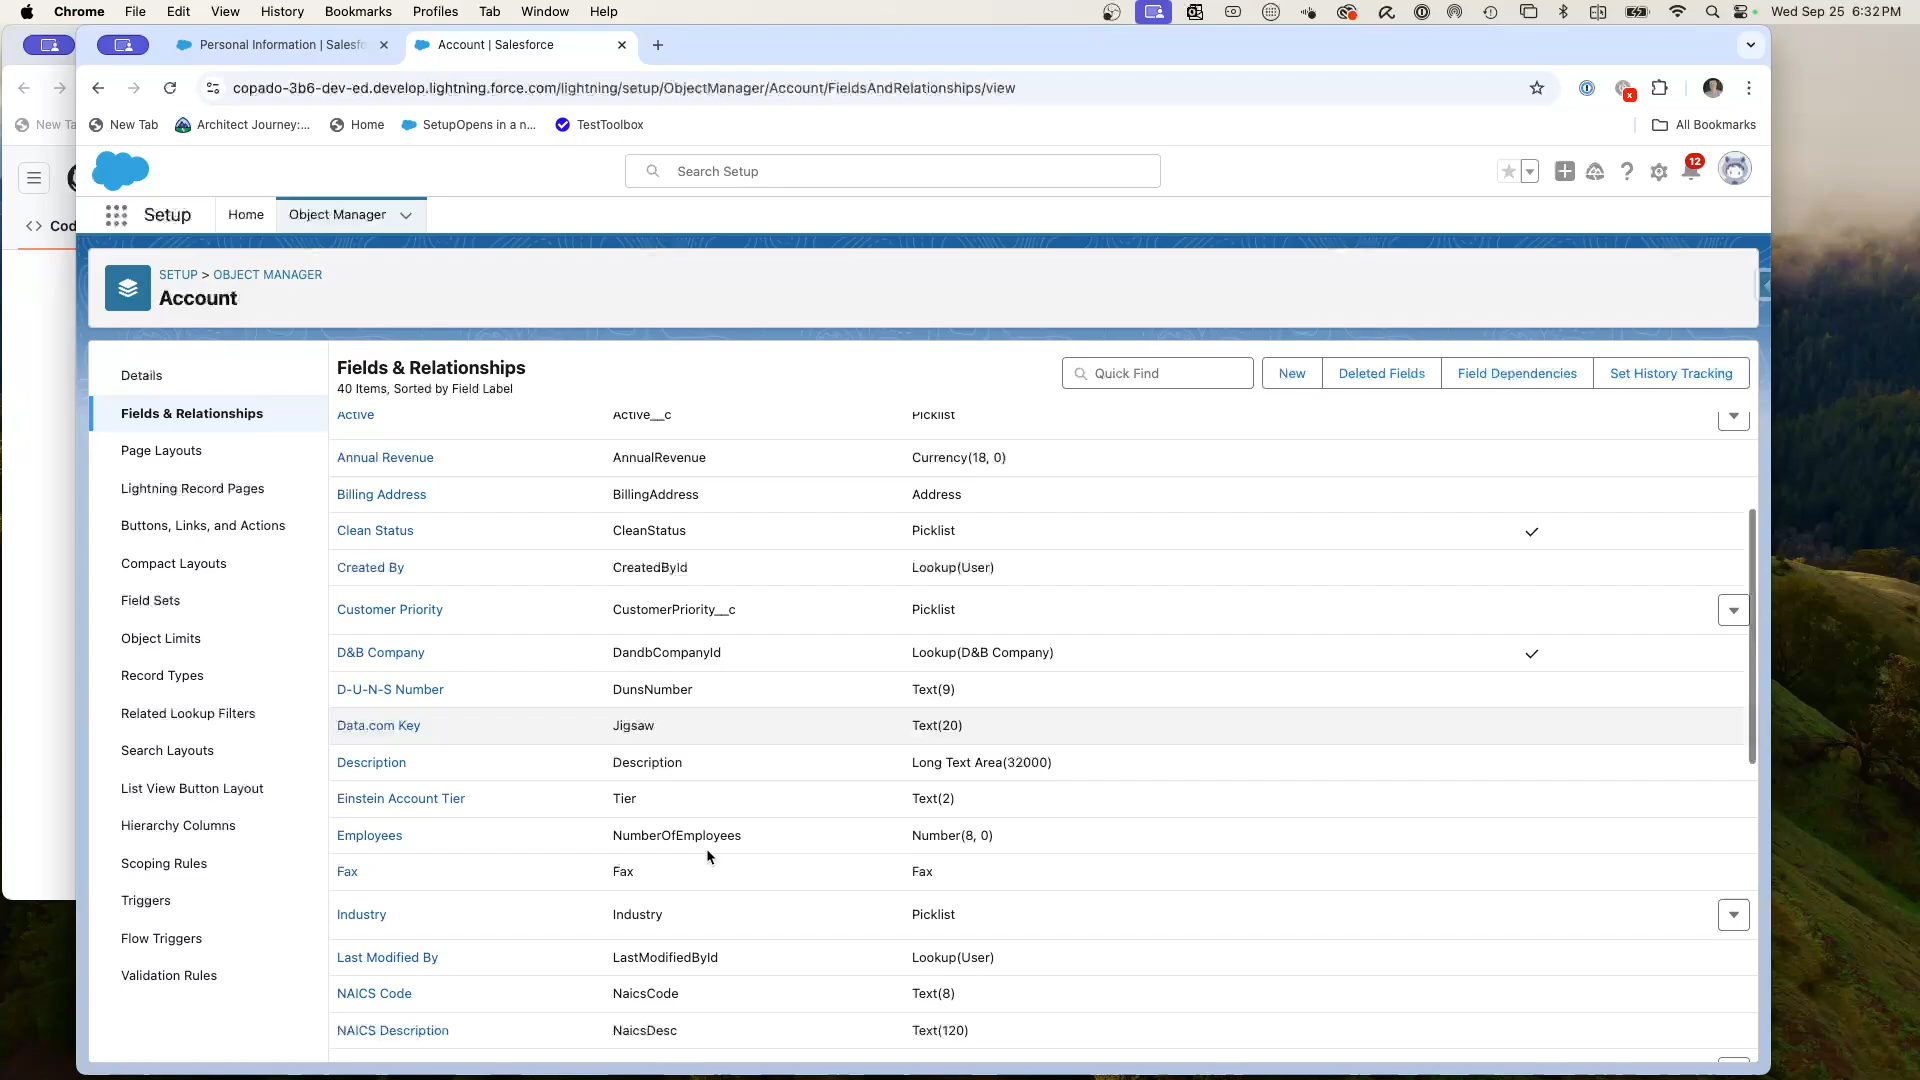 Chrome File Edit View History Bookmarks Profiles Tab Window Help
Wed Sep 25 6:32 PM
Personal Information | Salesfo
Account | Salesforce
copado-3b6-dev-ed.develop.lightning.force.com/lightning/setup/ObjectManager/Account/FieldsAndRelationships/view
x
New Ta
New Tab
Architect Journey:...
Home
SetupOpens in a n...
TestToolbox
All Bookmarks
Search Setup
12
Cod
Setup
Home
Object Manager
SETUP > OBJECT MANAGER
Account
Details
Fields & Relationships
Page Layouts
Lightning Record Pages
Buttons, Links, and Actions
Compact Layouts
Field Sets
Object Limits
Record Types
Related Lookup Filters
Search Layouts
List View Button Layout
Hierarchy Columns
Scoping Rules
Triggers
Flow Triggers
Validation Rules
Fields & Relationships
40 Items, Sorted by Field Label
Quick Find
New
Deleted Fields
Field Dependencies
Set History Tracking
Active Active__c Picklist
Annual Revenue AnnualRevenue Currency(18, 0)
Billing Address BillingAddress Address
Clean Status CleanStatus Picklist
Created By CreatedById Lookup(User)
Customer Priority CustomerPriority__c Picklist
D&B Company DandbCompanyId Lookup(D&B Company)
D-U-N-S Number DunsNumber Text(9)
Data.com Key Jigsaw Text(20)
Description Description Long Text Area(32000)
Einstein Account Tier Tier Text(2)
Employees NumberOfEmployees Number(8, 0)
Fax Fax Fax
Industry Industry Picklist
Last Modified By LastModifiedById Lookup(User)
NAICS Code NaicsCode Text(8)
NAICS Description NaicsDesc Text(120)